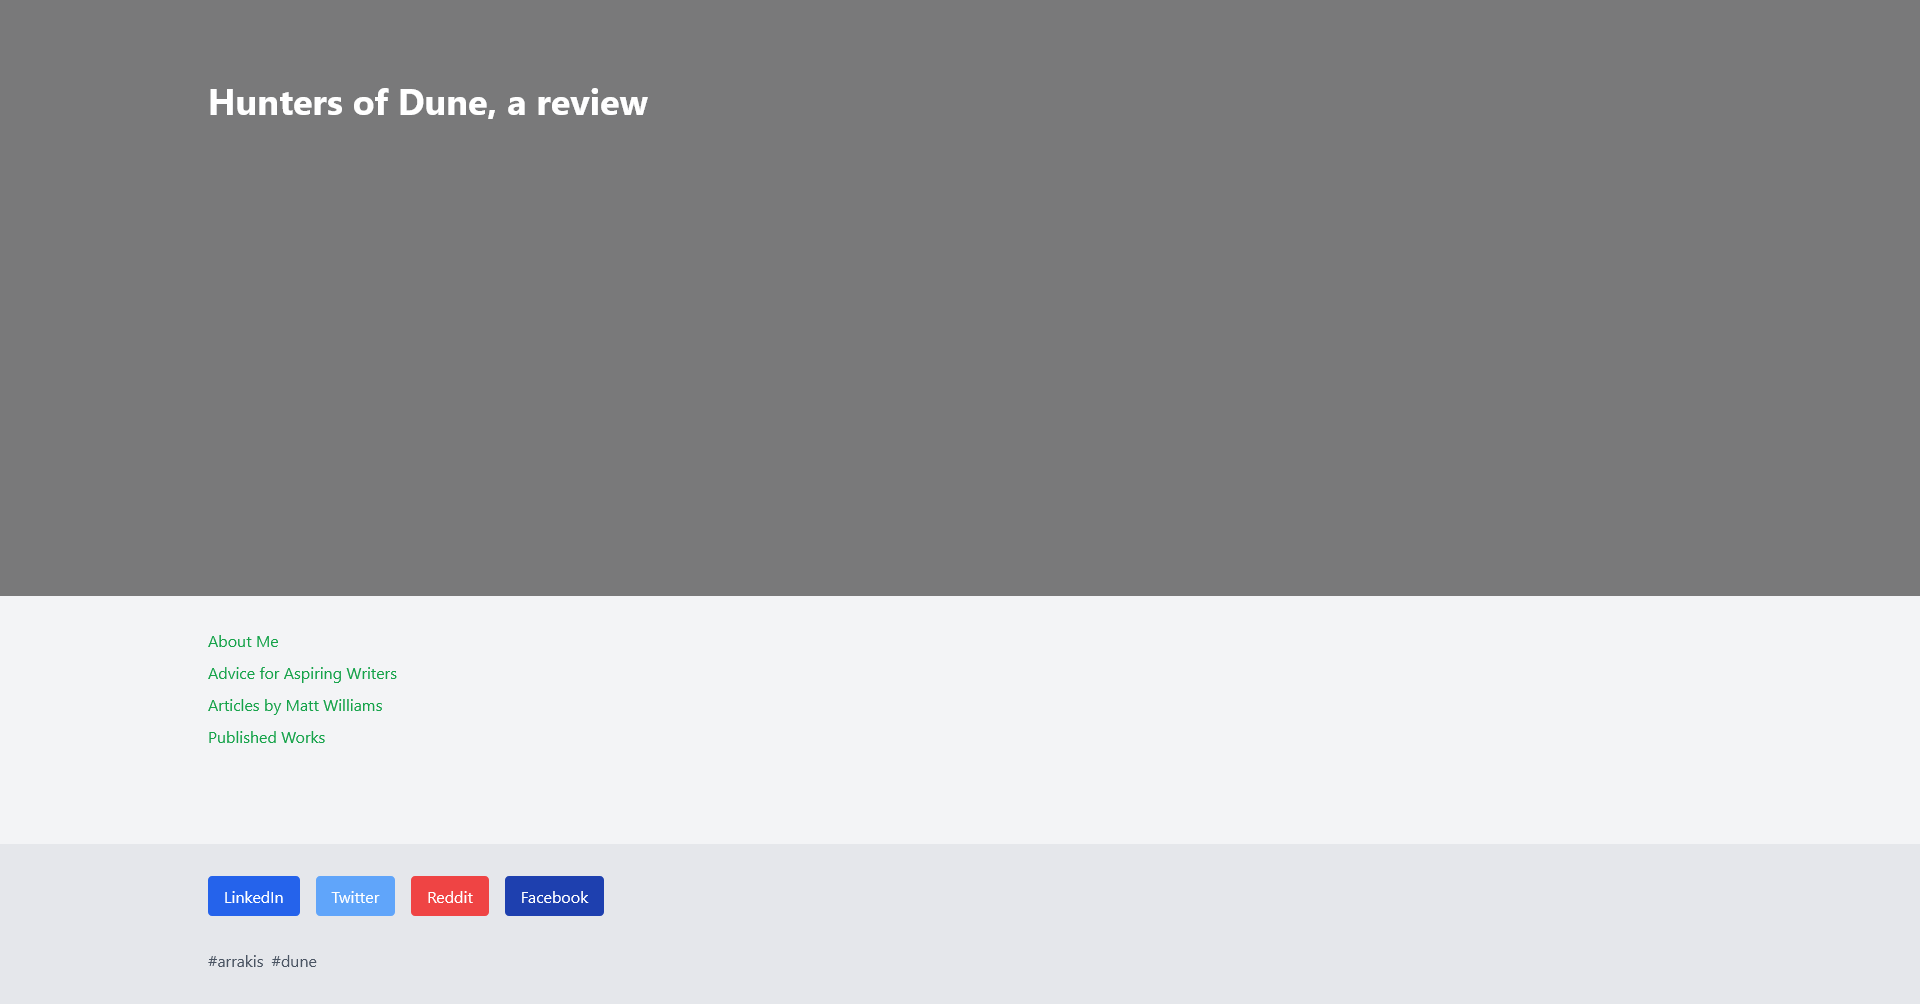 Hunters of Dune, a review
About Me
Advice for Aspiring Writers
Articles by Matt Williams
Published Works
LinkedIn Twitter Reddit Facebook
#arrakis #dune